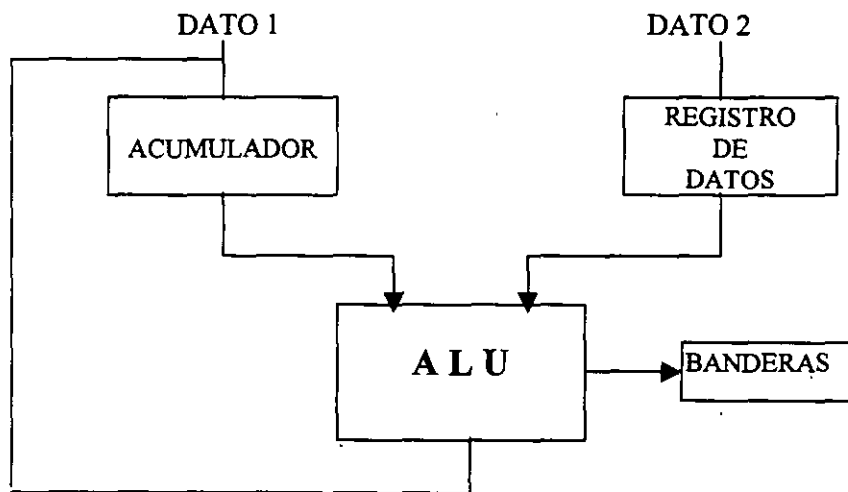 DATO 1
DATO 2
ACUMULADOR
REGISTRO
DE
DATOS
A L U
BANDERAS